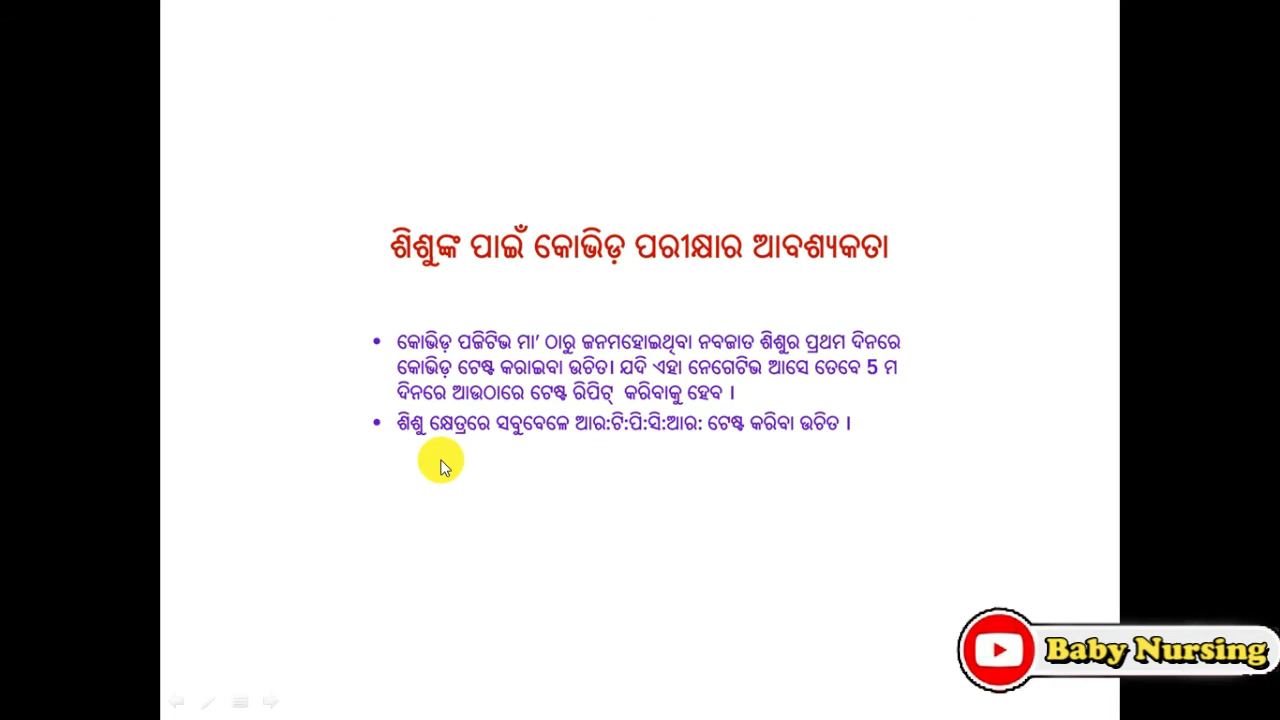 ଶିଶୁଙ୍କ ପାଇଁ କୋଭିଡ଼ ପରୀକ୍ଷାର ଆବଶ୍ୟକତା
• କୋଭିଡ଼ ପଜିଟିଭ ମା’ ଠାରୁ ଜନମହୋଇଥିବା ନବଜାତ ଶିଶୁର ପ୍ରଥମ ଦିନରେ
କୋଭିଡ଼ ଟେଷ୍ଟ କରାଇବା ଉଚିତ। ଯଦି ଏହା ନେଗେଟିଭ ଆସେ ତେବେ 5 ମ
ଦିନରେ ଆଉଠାରେ ଟେଷ୍ଟ ରିପିଟ୍ କରିବାକୁ ହେବ ।
• ଶିଶୁ କ୍ଷେତ୍ରରେ ସବୁବେଳେ ଆର:ଟି:ପି:ସି:ଆର: ଟେଷ୍ଟ କରିବା ଉଚିତ ।
Baby Nursing